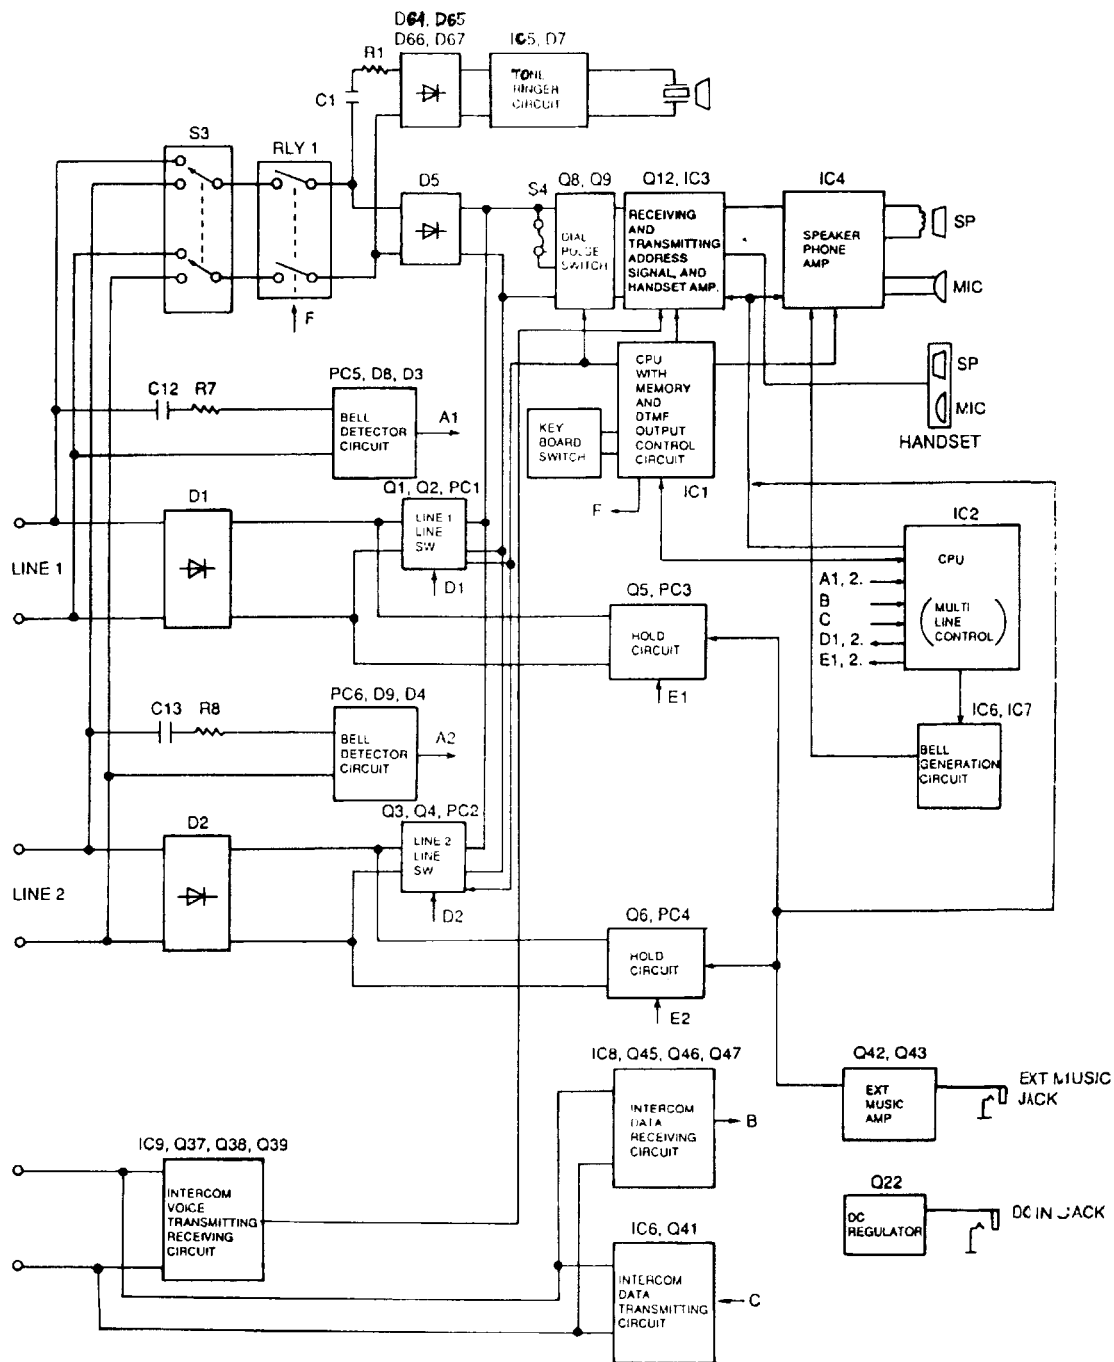 D64, D65
D66, D67
IC5, D7
R1
C1
TONE
RINGER
CIRCUIT
S3
RLY 1
F
D5
S4
Q8, Q9
DIAL
PULSE
SWITCH
Q12, IC3
RECEIVING
AND
TRANSMITTING
ADDRESS
SIGNAL, AND
HANDSET AMP.
IC4
SPEAKER
PHONE
AMP
SP
MIC
SP
MIC
HANDSET
C12
R7
PC5, D8, D3
BELL
DETECTOR
CIRCUIT
A1
KEY
BOARD
SWITCH
CPU
WITH
MEMORY
AND
DTMF
OUTPUT
CONTROL
CIRCUIT
IC1
F
D1
Q1, Q2, PC1
LINE 1
LINE
SW
D1
LINE 1
IC2
CPU
MULTI
LINE
CONTROL
A1, 2.
B
C
D1, 2.
E1, 2.
Q5, PC3
HOLD
CIRCUIT
E1
C13
R8
PC6, D9, D4
BELL
DETECTOR
CIRCUIT
A2
IC6, IC7
BELL
GENERATION
CIRCUIT
D2
Q3, Q4, PC2
LINE 2
LINE
SW
D2
LINE 2
Q6, PC4
HOLD
CIRCUIT
E2
IC8, Q45, Q46, Q47
INTERCOM
DATA
RECEIVING
CIRCUIT
B
Q42, Q43
EXT
MUSIC
AMP
EXT MUSIC
JACK
IC9, Q37, Q38, Q39
INTERCOM
VOICE
TRANSMITTING
RECEIVING
CIRCUIT
Q22
DC
REGULATOR
DC IN JACK
IC6, Q41
INTERCOM
DATA
TRANSMITTING
CIRCUIT
C